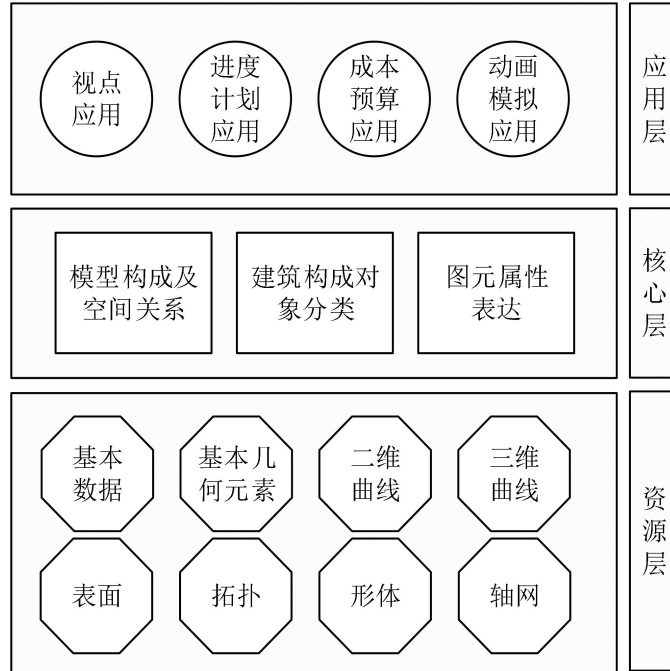 视点
应用
进度
计划
应用
成本
预算
应用
动画
模拟
应用
应
用
层
模型构成及
空间关系
建筑构成对
象分类
图元属性
表达
核
心
层
基本
数据
基本几
何元素
二维
曲线
三维
曲线
表面
拓扑
形体
轴网
资
源
层